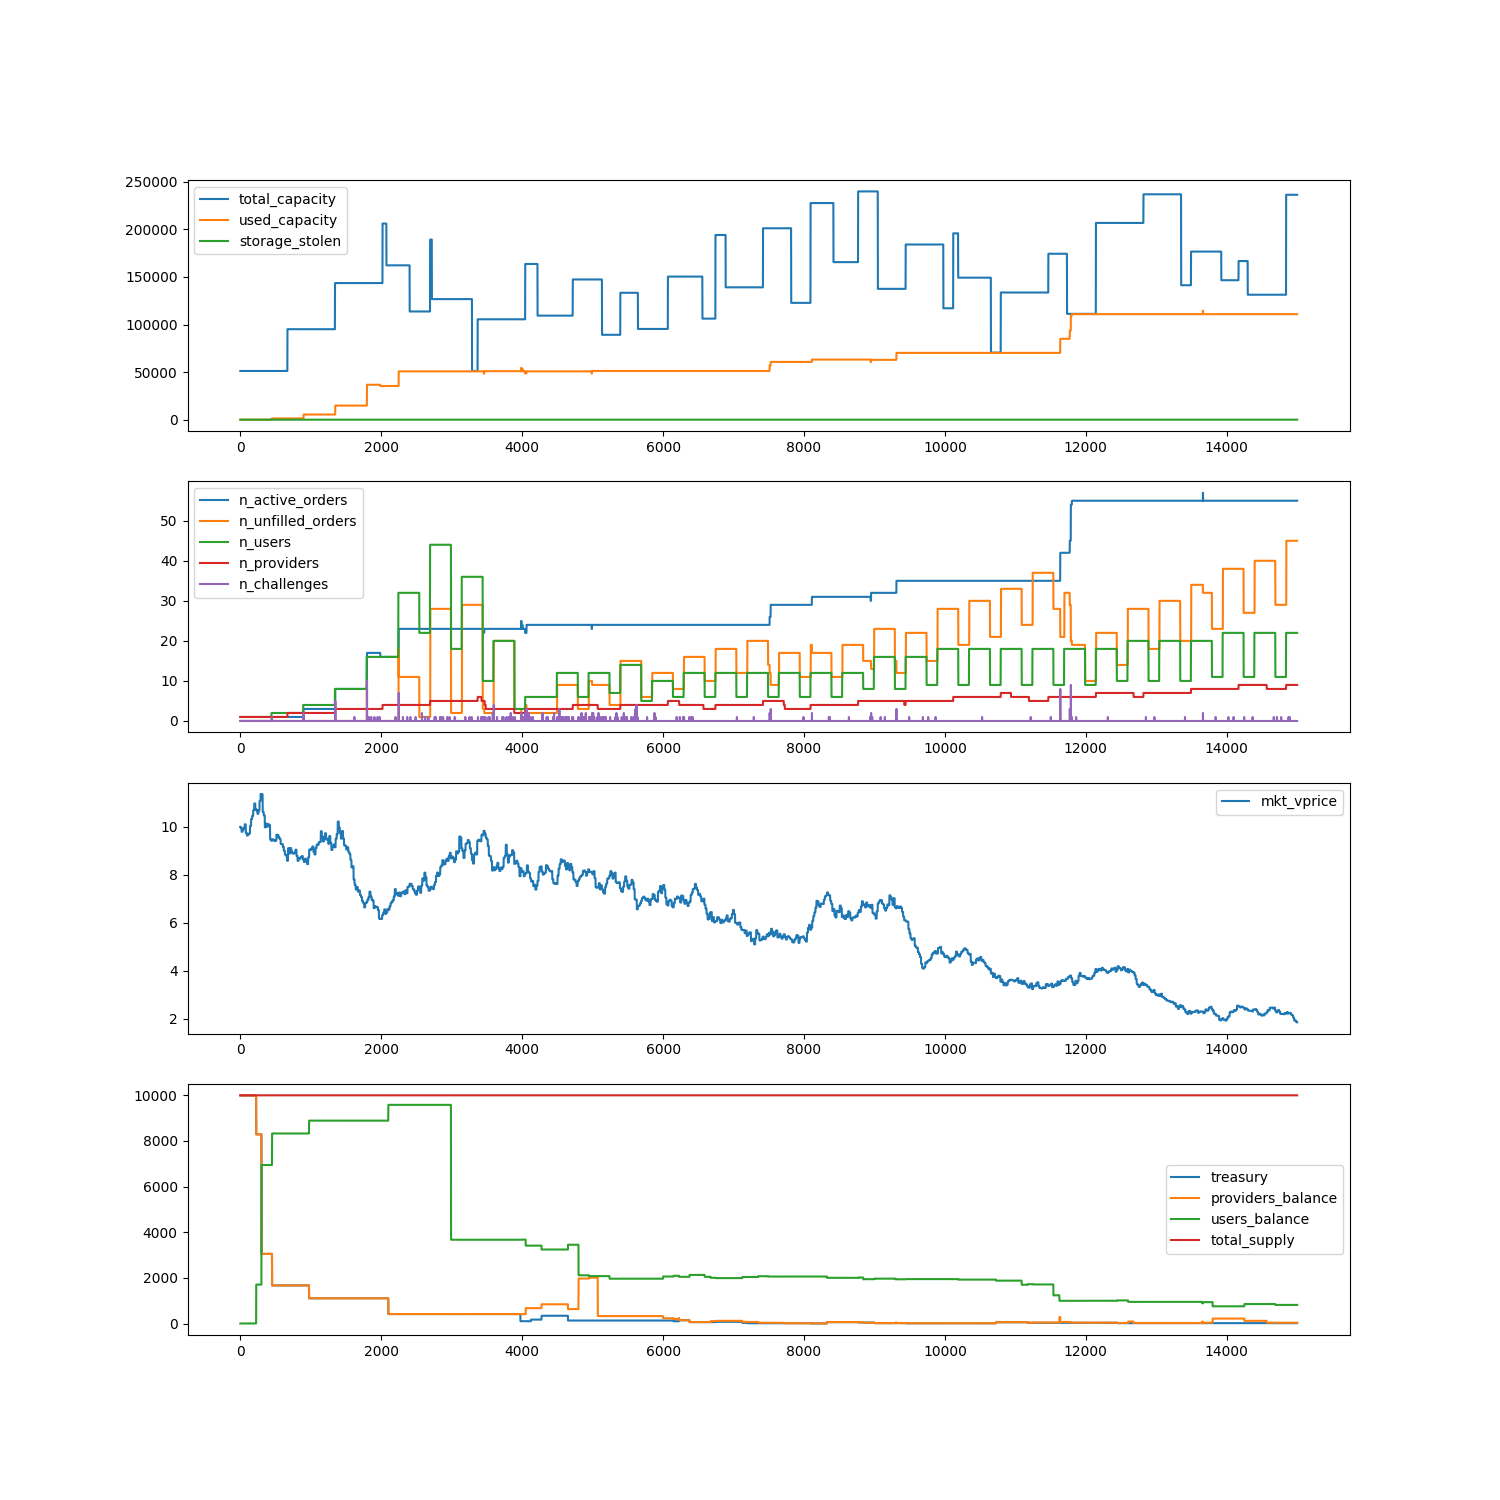 250000
200000
150000
100000
50000
0
total_capacity
used_capacity
storage_stolen
0 2000 4000 6000 8000 10000 12000 14000
50
40
30
20
10
0
n_active_orders
n_unfilled_orders
n_users
n_providers
n_challenges
0 2000 4000 6000 8000 10000 12000 14000
10
8
6
4
2
mkt_vprice
0 2000 4000 6000 8000 10000 12000 14000
10000
8000
6000
4000
2000
0
treasury
providers_balance
users_balance
total_supply
0 2000 4000 6000 8000 10000 12000 14000